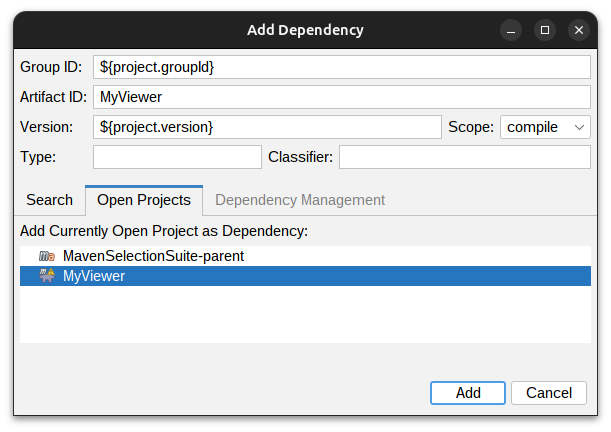 Add Dependency
Group ID: ${project.groupId}
Artifact ID: MyViewer
Version: ${project.version} Scope: compile
Type: Classifier:
Search Open Projects Dependency Management
Add Currently Open Project as Dependency:
MavenSelectionSuite-parent
MyViewer
Add Cancel